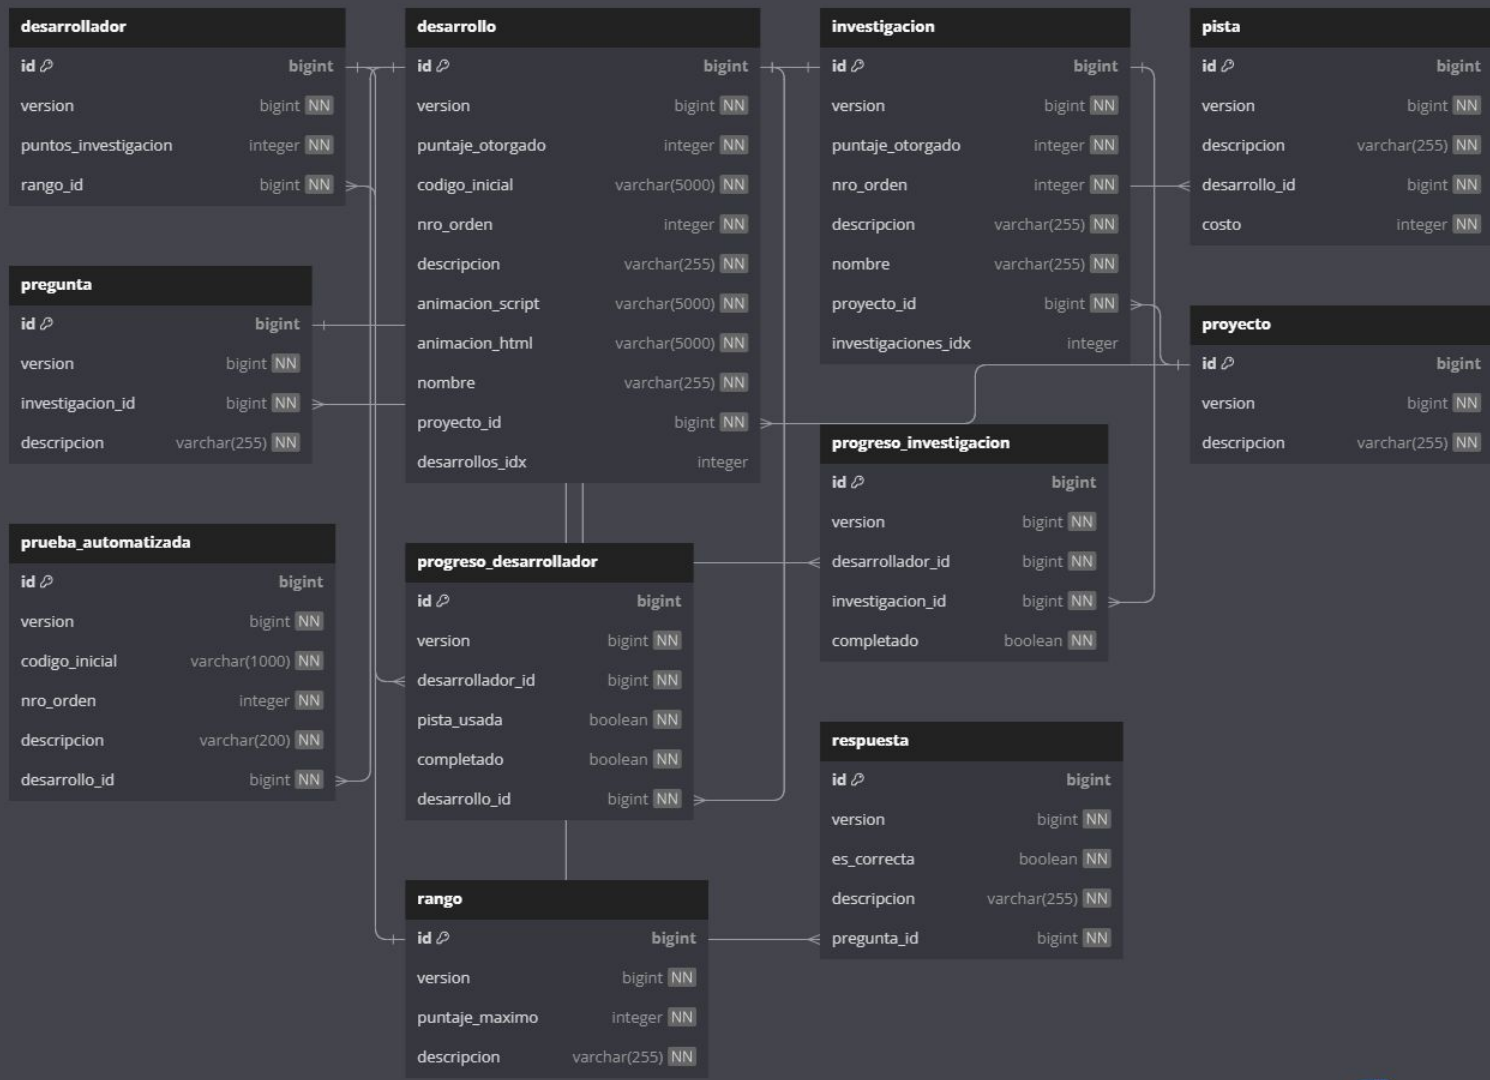 desarrollador
id bigint
version bigint NN
puntos_investigacion integer NN
rango_id bigint NN
pregunta
id bigint
version bigint NN
investigacion_id bigint NN
descripcion varchar(255) NN
prueba_automatizada
id bigint
version bigint NN
codigo_inicial varchar(1000) NN
nro_orden integer NN
descripcion varchar(200) NN
desarrollo_id bigint NN
desarrollo
id bigint
version bigint NN
puntaje_otorgado integer NN
codigo_inicial varchar(5000) NN
nro_orden integer NN
descripcion varchar(255) NN
animacion_script varchar(5000) NN
animacion_html varchar(5000) NN
nombre varchar(255) NN
proyecto_id bigint NN
desarrollos_idx integer
progreso_desarrollador
id bigint
version bigint NN
desarrollador_id bigint NN
pista_usada boolean NN
completado boolean NN
desarrollo_id bigint NN
rango
id bigint
version bigint NN
puntaje_maximo integer NN
descripcion varchar(255) NN
investigacion
id bigint
version bigint NN
puntaje_otorgado integer NN
nro_orden integer NN
descripcion varchar(255) NN
nombre varchar(255) NN
proyecto_id bigint NN
investigaciones_idx integer
progreso_investigacion
id bigint
version bigint NN
desarrollador_id bigint NN
investigacion_id bigint NN
completado boolean NN
respuesta
id bigint
version bigint NN
es_correcta boolean NN
descripcion varchar(255) NN
pregunta_id bigint NN
pista
id bigint
version bigint NN
descripcion varchar(255) NN
desarrollo_id bigint NN
costo integer NN
proyecto
id bigint
version bigint NN
descripcion varchar(255) NN